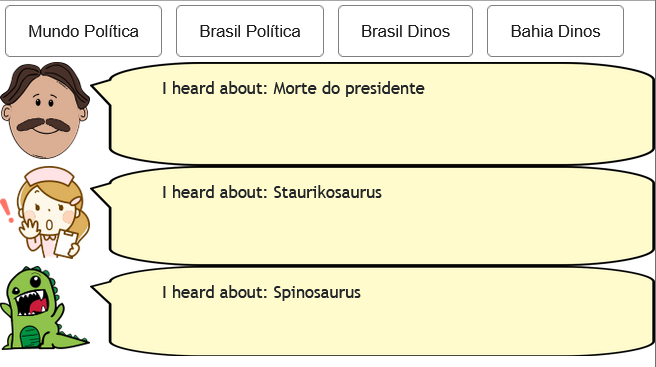 Mundo Política Brasil Política Brasil Dinos Bahia Dinos
I heard about: Morte do presidente
I heard about: Staurikosaurus
I heard about: Spinosaurus